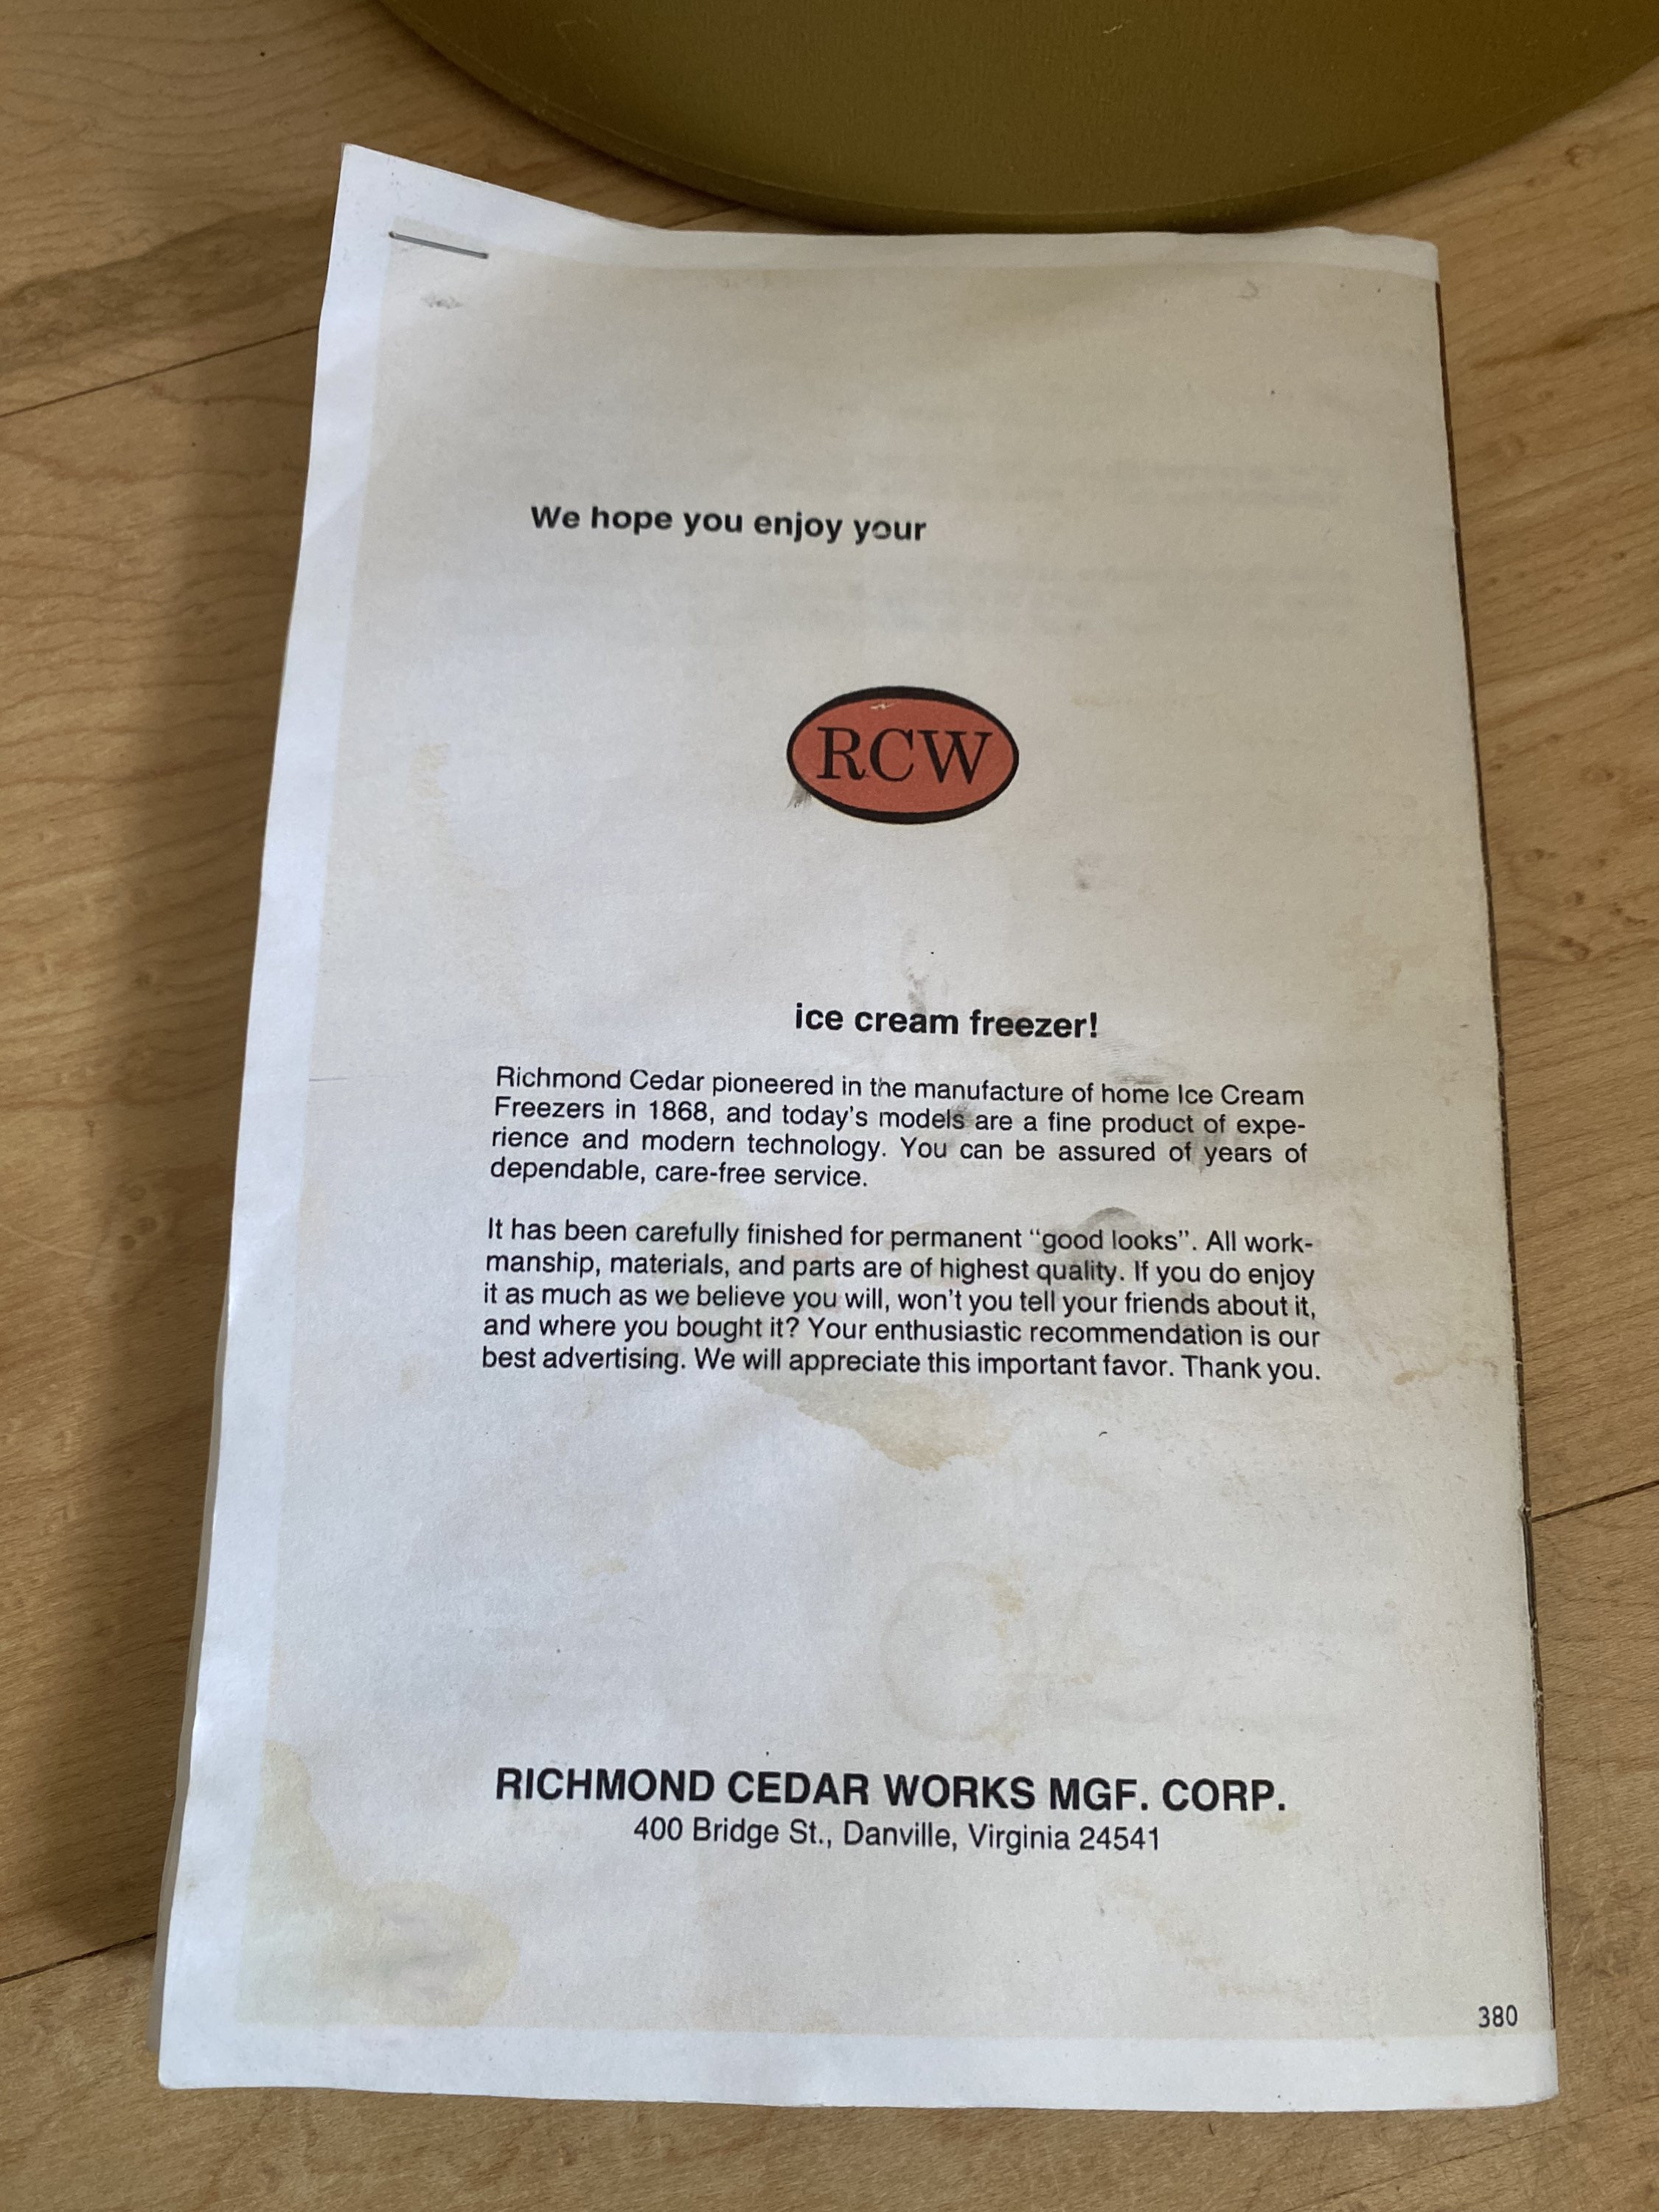 We hope you enjoy your
RCW
ice cream freezer!
Richmond Cedar pioneered in the manufacture of home Ice Cream
Freezers in 1868, and today's models are a fine product of expe-
rience and modern technology. You can be assured of years of
dependable, care-free service.
It has been carefully finished for permanent “good looks”. All work-
manship, materials, and parts are of highest quality. If you do enjoy
it as much as we believe you will, won't you tell your friends about it,
and where you bought it? Your enthusiastic recommendation is our
best advertising. We will appreciate this important favor. Thank you.
RICHMOND CEDAR WORKS MGF. CORP.
400 Bridge St., Danville, Virginia 24541
380